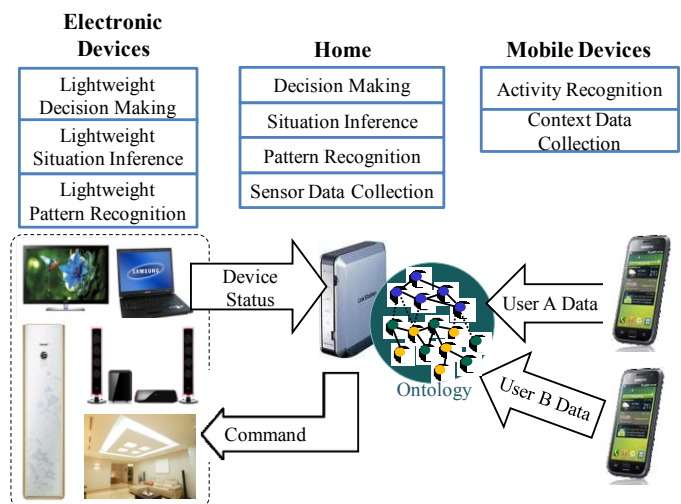 Electronic
Devices
Home
Mobile Devices
Lightweight
Decision Making
Lightweight
Situation Inference
Lightweight
Pattern Recognition
Decision Making
Situation Inference
Pattern Recognition
Sensor Data Collection
Activity Recognition
Context Data
Collection
SAMSUNG
Device
Status
LinkStation
User A Data
Ontology
User B Data
Command